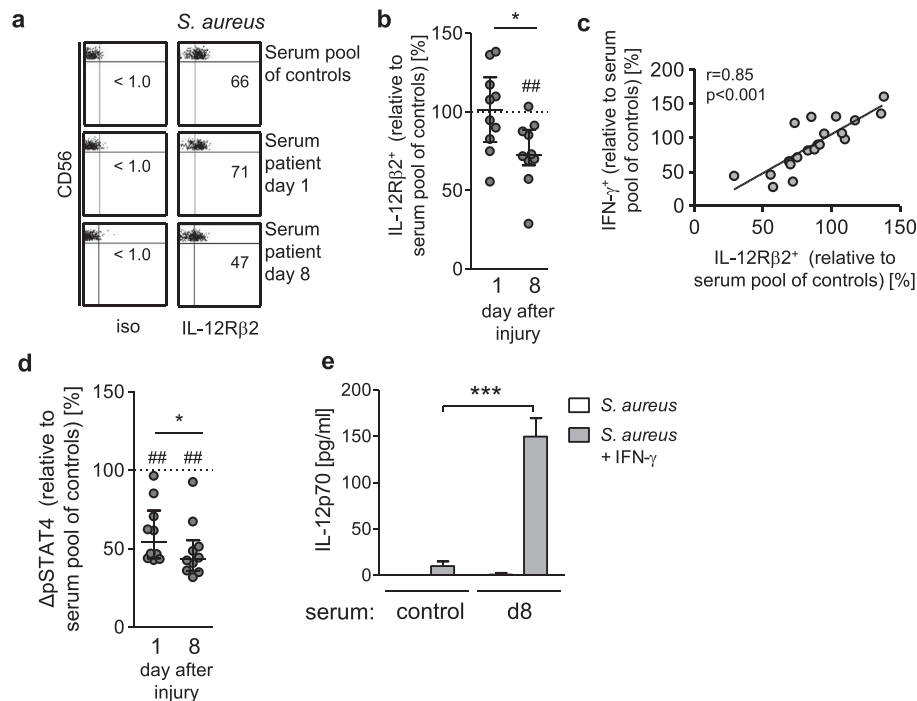 a
S. aureus
CD56
< 1.0
66
Serum pool
of controls
< 1.0
71
Serum
patient
day 1
< 1.0
47
Serum
patient
day 8
iso
IL-12Rβ2
b
IL-12Rβ2⁺ (relative to
serum pool of controls) [%]
150
100
50
0
*
##
1
8
day after
injury
c
IFN-γ⁺ (relative to serum
pool of controls) [%]
200
150
100
50
0
r=0.85
p<0.001
0
50
100
150
IL-12Rβ2⁺ (relative to
serum pool of controls) [%]
d
ΔpSTAT4 (relative to
serum pool of controls) [%]
150
100
50
0
*
##
##
1
8
day after
injury
e
IL-12p70 [pg/ml]
200
150
100
50
0
***
S. aureus
S. aureus
+ IFN-γ
serum:
control
d8